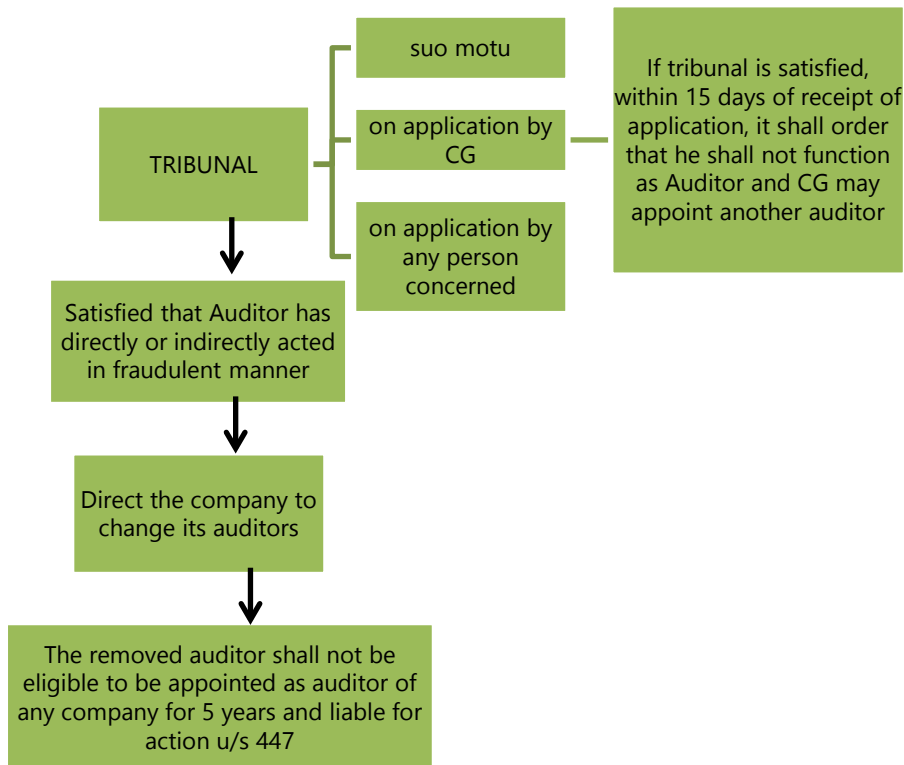 TRIBUNAL
suo motu
on application by
CG
on application by
any person
concerned
If tribunal is satisfied,
within 15 days of receipt of
application, it shall order
that he shall not function
as Auditor and CG may
appoint another auditor
Satisfied that Auditor has
directly or indirectly acted
in fraudulent manner
Direct the company to
change its auditors
The removed auditor shall not be
eligible to be appointed as auditor of
any company for 5 years and liable for
action u/s 447